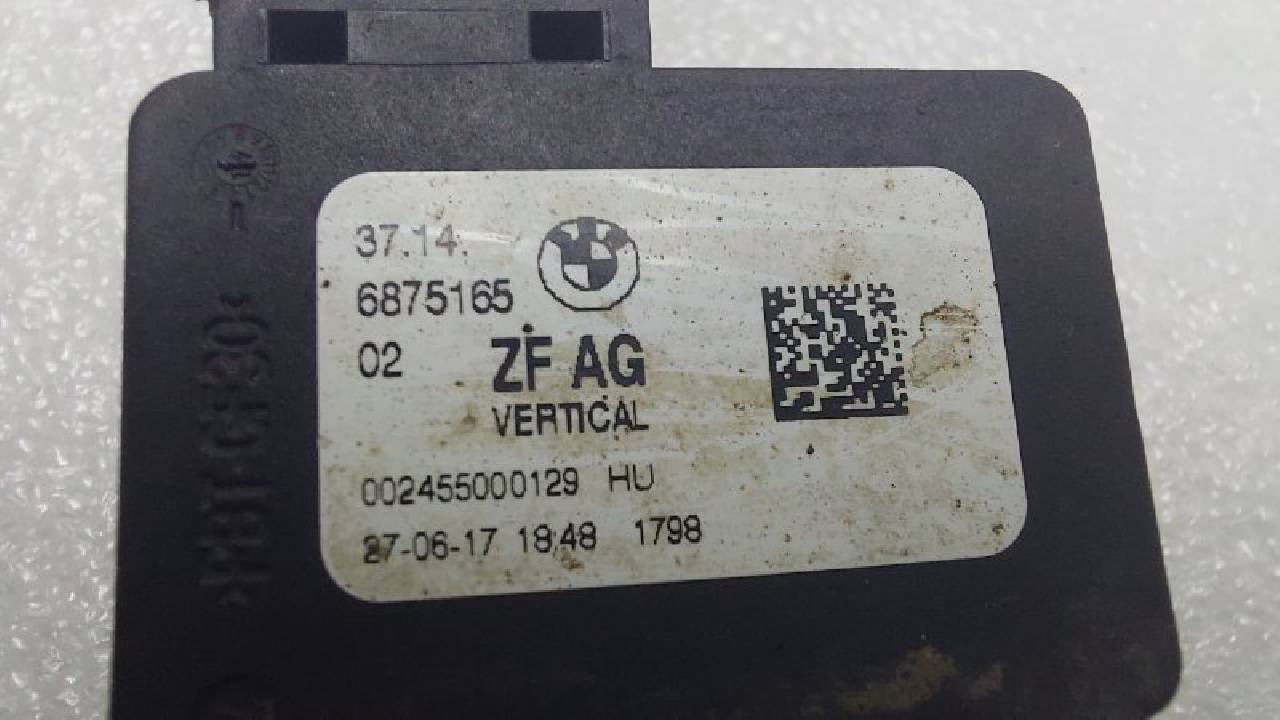 37.14.
6875165
02
ZF AG
VERTICAL
002455000129 HU
27-06-17 18:48 1798